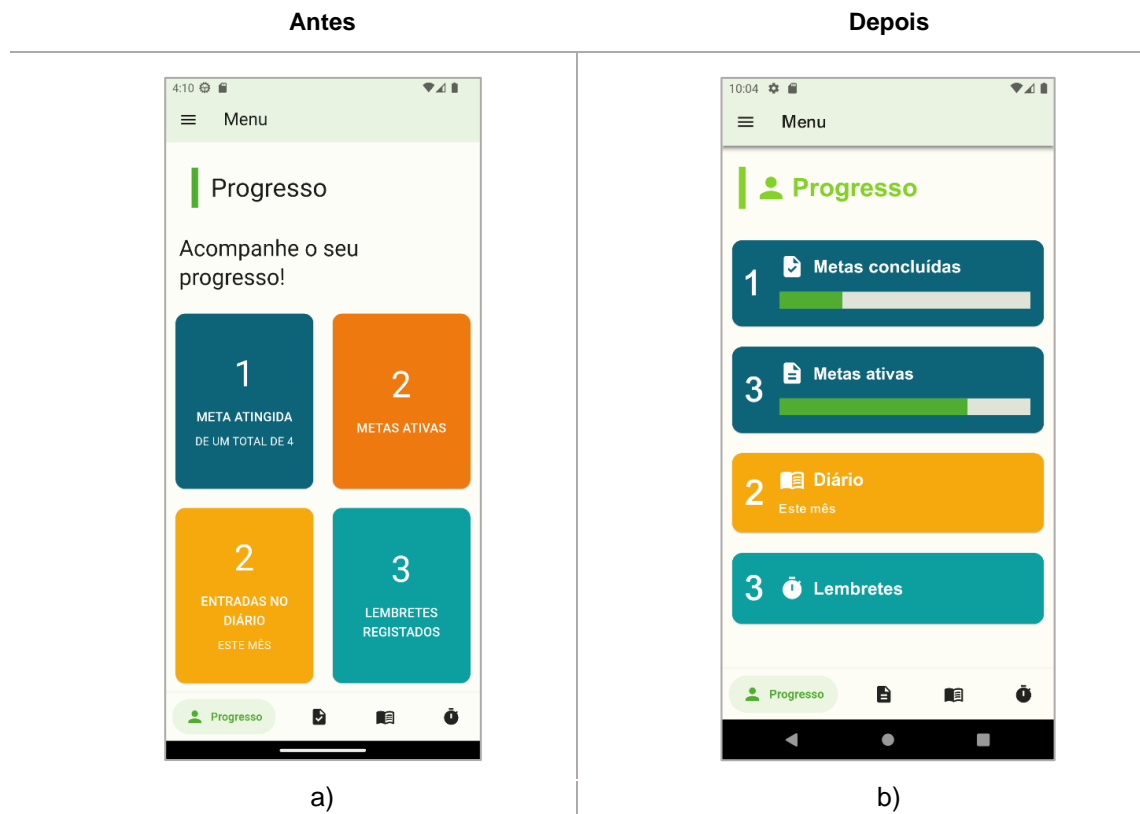 Antes
Depois
4:10
Menu
Progresso
Acompanhe o seu
progresso!
1
META ATINGIDA
DE UM TOTAL DE 4
2
METAS ATIVAS
2
ENTRADAS NO
DIÁRIO
ESTE MÊS
3
LEMBRETES
REGISTADOS
Progresso
a)
10:04
Menu
Progresso
1
Metas concluídas
3
Metas ativas
2
Diário
Este mês
3
Lembretes
Progresso
b)